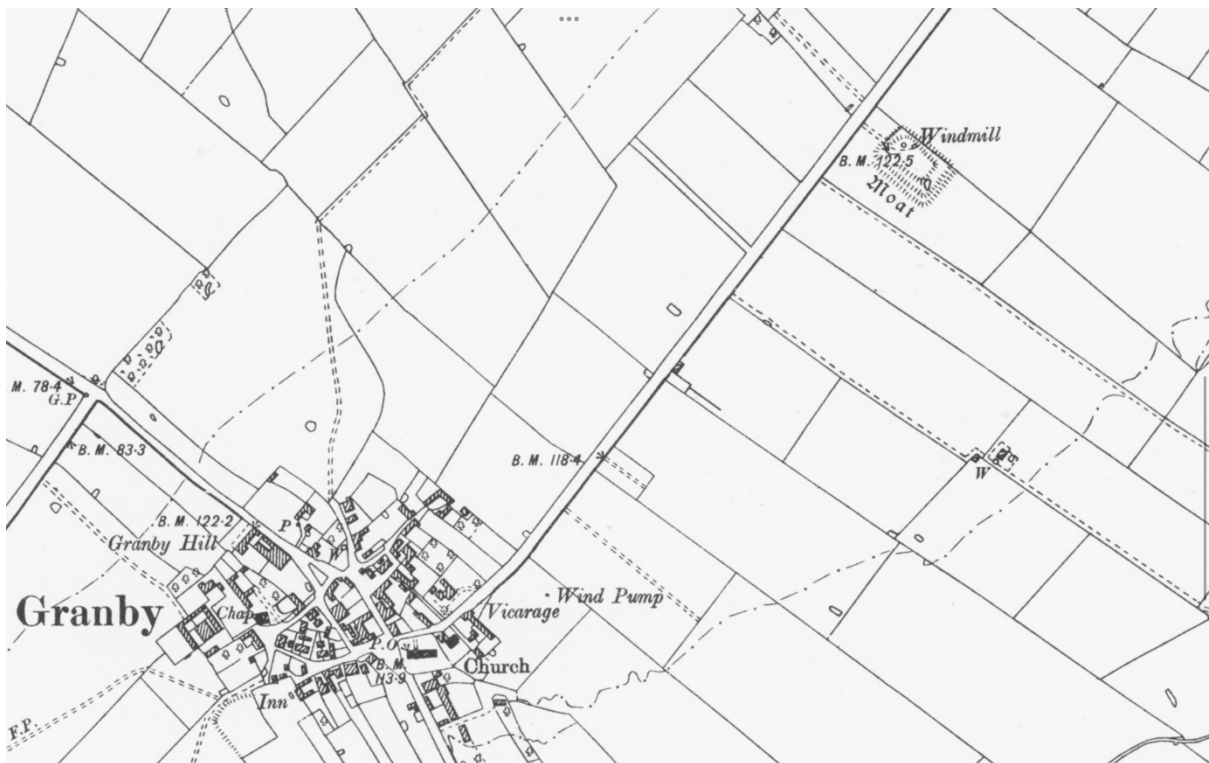 Windmill
B. M. 122·5
Moat
M. 78·4
G.P
B. M. 83·3
B. M. 118·4
W
B. M. 122·2
P
Granby Hill
W
Granby
Chap
Wind Pump
Vicarage
P.O
Church
B. M.
113·9
Inn
F.P.